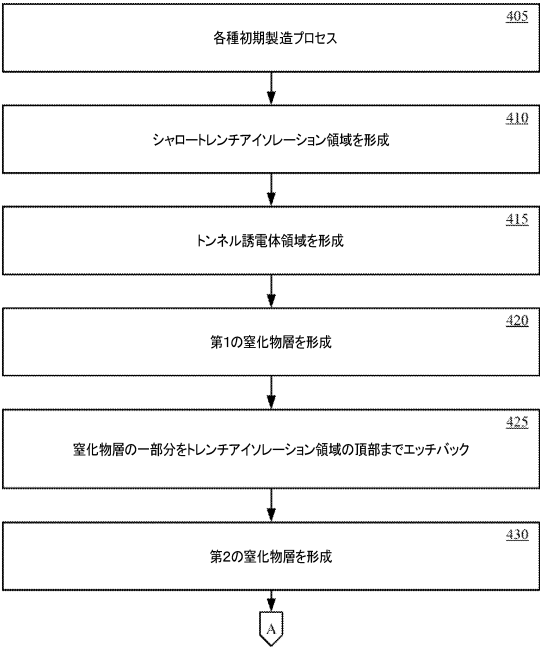 405
各種初期製造プロセス
410
シャロートレンチアイソレーション領域を形成
415
トンネル誘電体領域を形成
420
第1の窒化物層を形成
425
窒化物層の一部分をトレンチアイソレーション領域の頂部までエッチバック
430
第2の窒化物層を形成
A